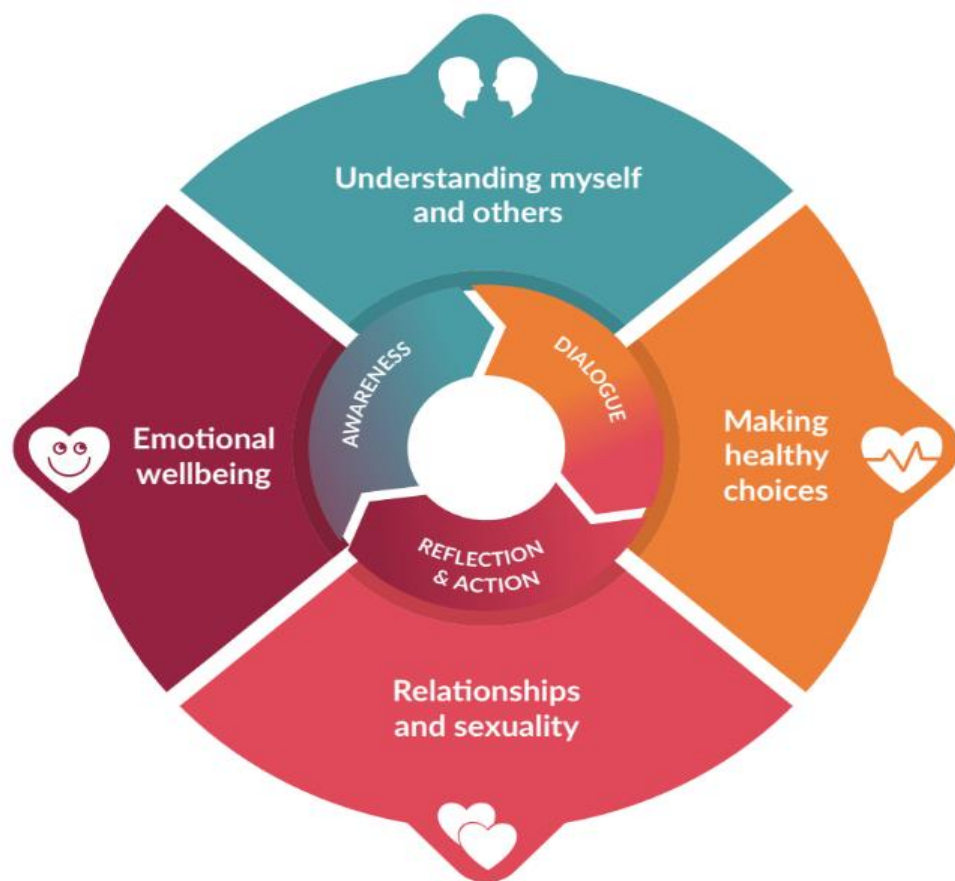 Understanding myself
and others
AWARENESS
DIALOGUE
Emotional
wellbeing
Making
healthy
choices
REFLECTION
& ACTION
Relationships
and sexuality